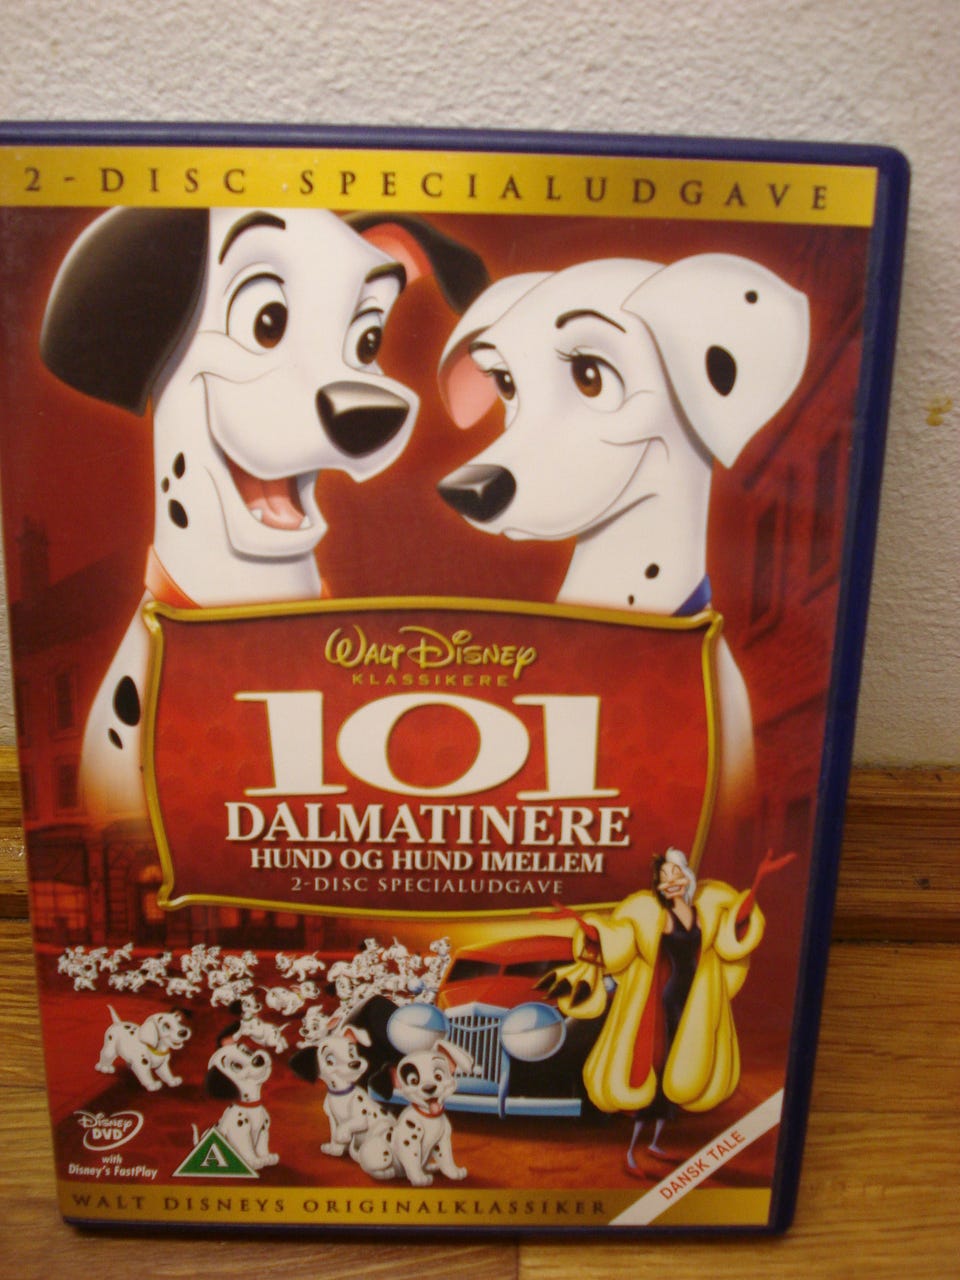 2-DISC SPECIALUDGAVE
WALT DISNEY
KLASSIKERE
101
DALMATINERE
HUND OG HUND IMELLEM
2-DISC SPECIALUDGAVE
DISNEY
DVD
with
Disney's FastPlay
A
DANSK TALE
WALT DISNEYS ORIGINALKLASSIKER